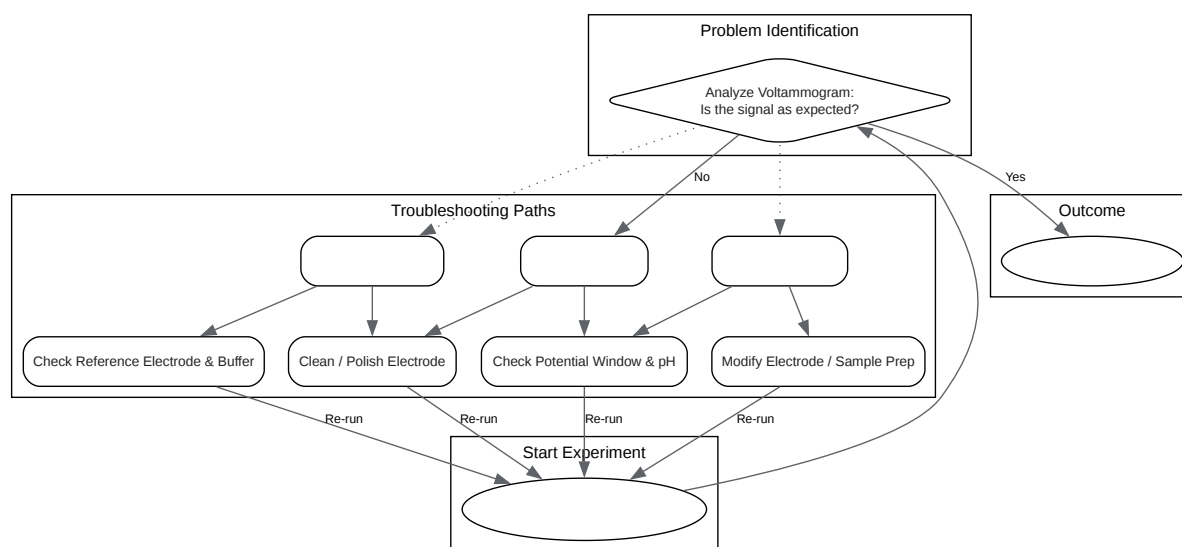 Problem Identification
Analyze Voltammogram:
Is the signal as expected?
No
Yes
Troubleshooting Paths
Outcome
Check Reference Electrode & Buffer
Clean / Polish Electrode
Check Potential Window & pH
Modify Electrode / Sample Prep
Re-run
Re-run
Re-run
Re-run
Start Experiment